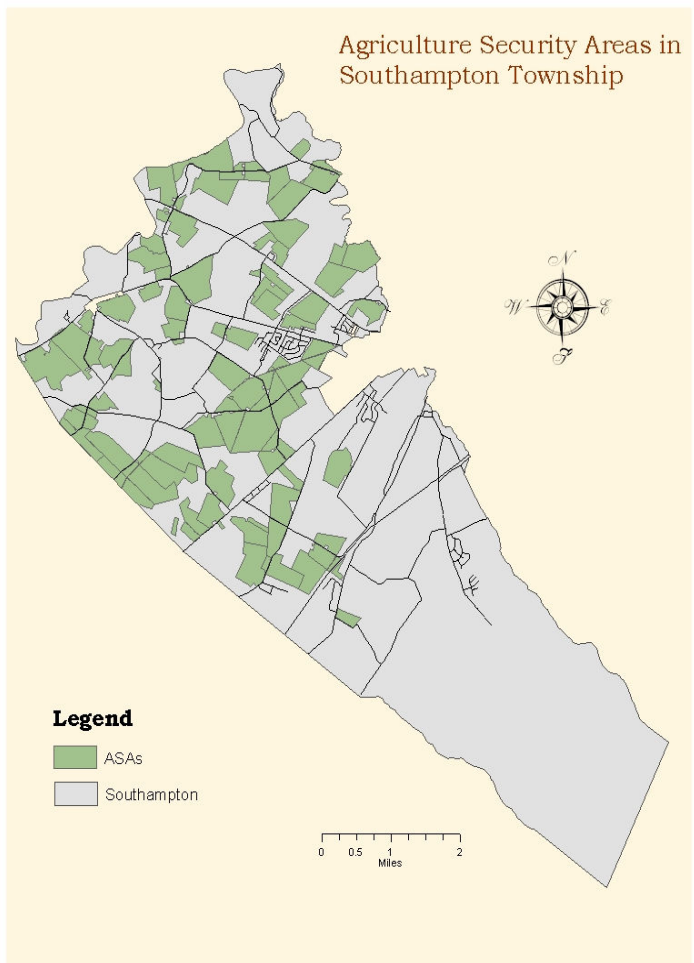 Agriculture Security Areas in
Southampton Township
N
W E
S
Legend
ASAs
Southampton
0 0.5 1 2
Miles